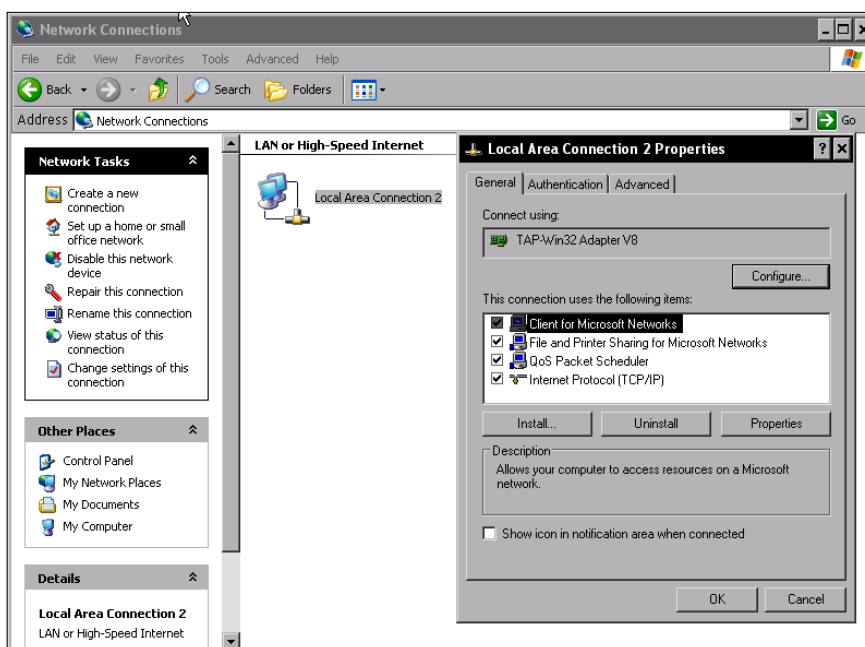 Network Connections
File Edit View Favorites Tools Advanced Help
Back Search Folders
Address Network Connections Go
Network Tasks
Create a new
connection
Set up a home or small
office network
Disable this network
device
Repair this connection
Rename this connection
View status of this
connection
Change settings of this
connection
Other Places
Control Panel
My Network Places
My Documents
My Computer
Details
Local Area Connection 2
LAN or High-Speed Internet
LAN or High-Speed Internet
Local Area Connection 2
Local Area Connection 2 Properties
General Authentication Advanced
Connect using:
TAP-Win32 Adapter V8
Configure...
This connection uses the following items:
Client for Microsoft Networks
File and Printer Sharing for Microsoft Networks
QoS Packet Scheduler
Internet Protocol (TCP/IP)
Install... Uninstall Properties
Description
Allows your computer to access resources on a Microsoft
network.
Show icon in notification area when connected
OK Cancel